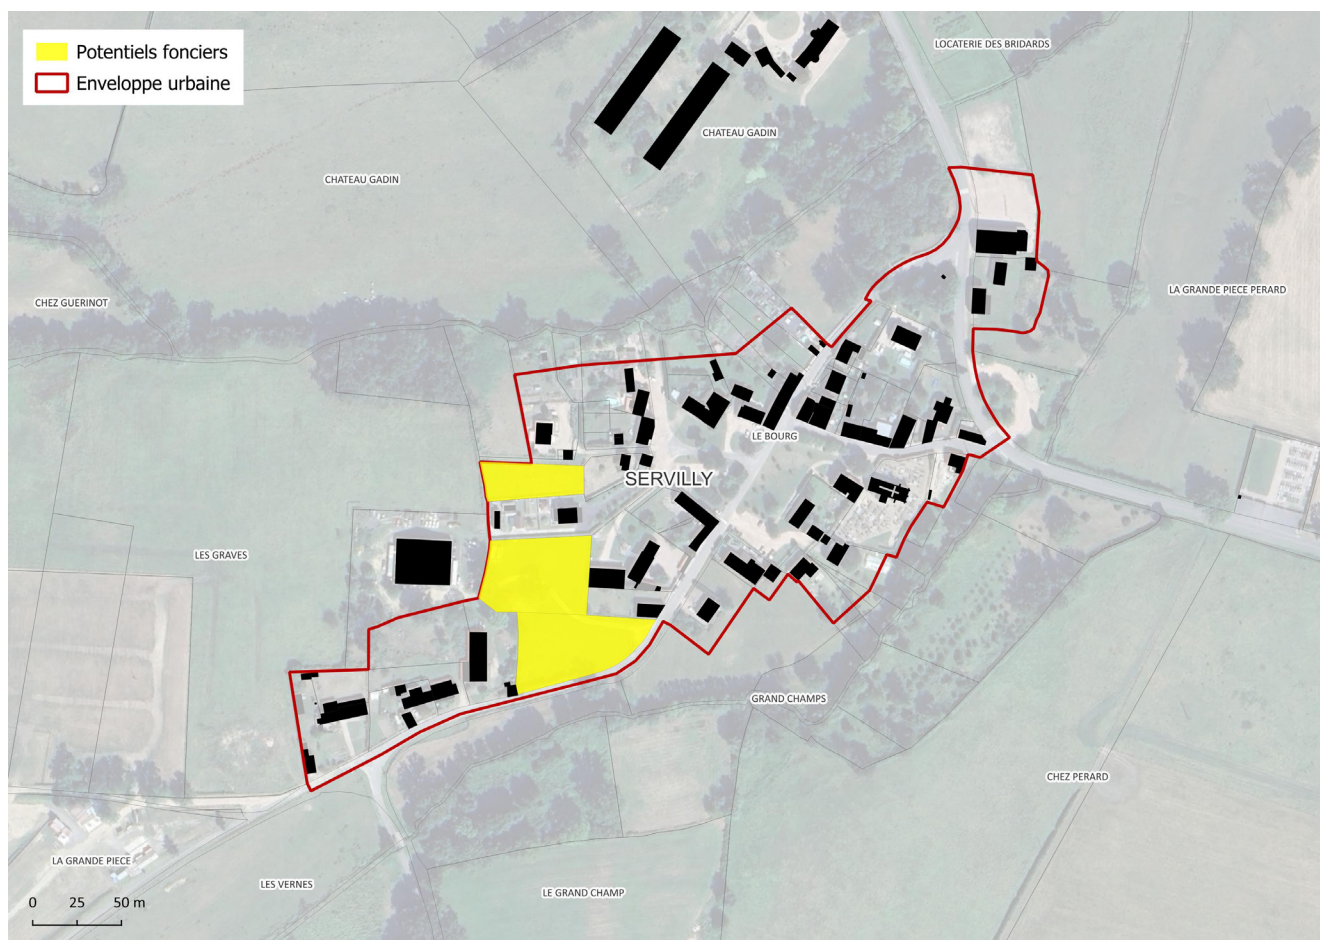 Potentiels fonciers
Enveloppe urbaine
LOCATERIE DES BRIDARDS
CHATEAU GADIN
CHATEAU GADIN
LA GRANDE PIECE PERARD
CHEZ GUERINOT
LE BOURG
SERVILLY
LES GRAVES
GRAND CHAMPS
CHEZ PERARD
LA GRANDE PIECE
LES VERNES
LE GRAND CHAMP
0 25 50 m